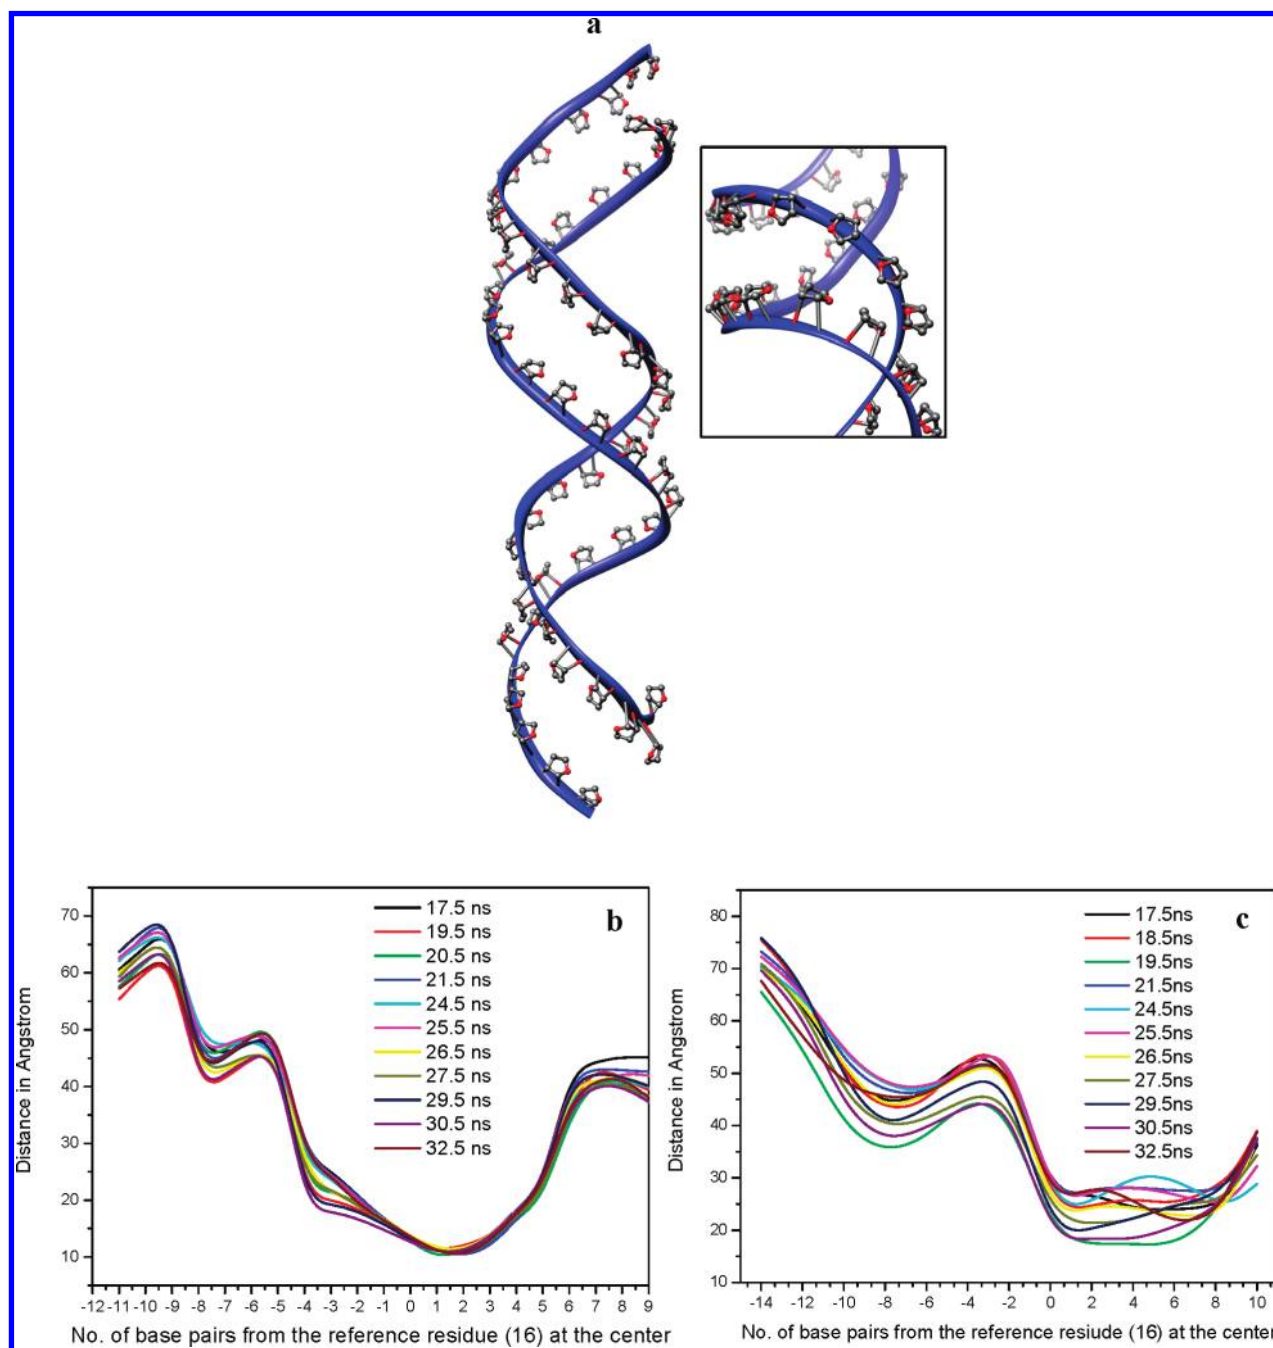 a
b
70
60
50
40
30
20
10
Distance in Angstrom
17.5 ns
19.5 ns
20.5 ns
21.5 ns
24.5 ns
25.5 ns
26.5 ns
27.5 ns
29.5 ns
30.5 ns
32.5 ns
-12 -11 -10 -9 -8 -7 -6 -5 -4 -3 -2 0 1 2 3 4 5 6 7 8 9
No. of base pairs from the reference residue (16) at the center
c
80
70
60
50
40
30
20
10
Distance in Angstrom
17.5ns
18.5ns
19.5ns
21.5ns
24.5ns
25.5ns
26.5ns
27.5ns
29.5ns
30.5ns
32.5ns
-14 -12 -10 -8 -6 -4 -2 0 2 4 6 8 10
No. of base pairs from the reference resiude (16) at the center